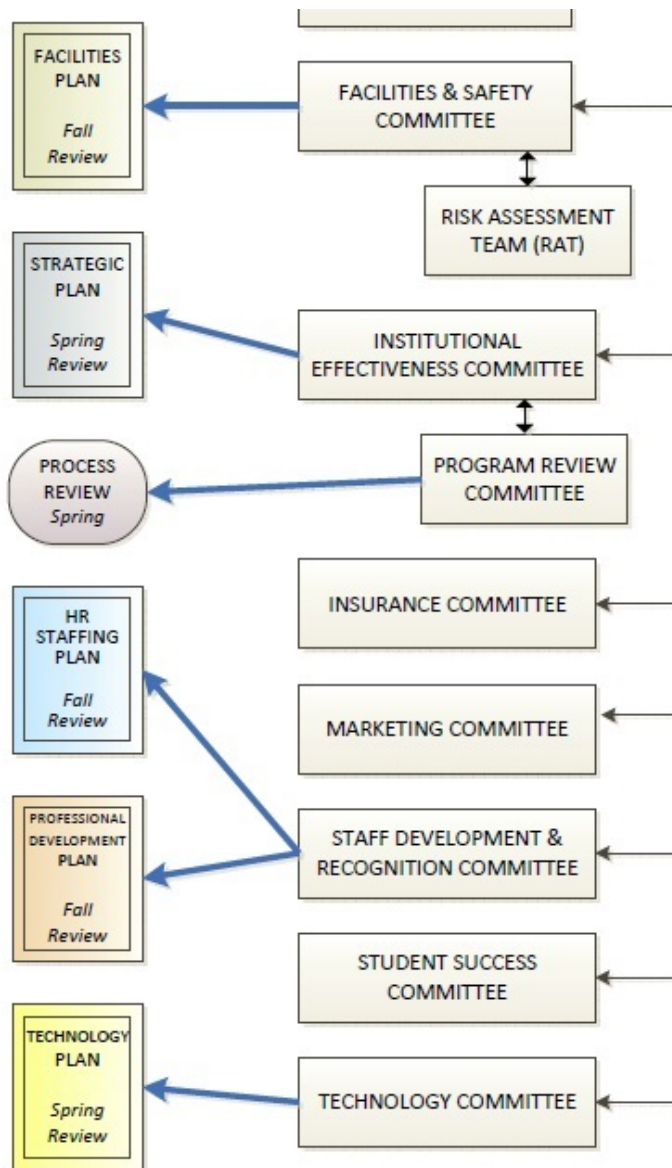 FACILITIES
PLAN
Fall
Review
FACILITIES & SAFETY
COMMITTEE
RISK ASSESSMENT
TEAM (RAT)
STRATEGIC
PLAN
Spring
Review
INSTITUTIONAL
EFFECTIVENESS COMMITTEE
PROCESS
REVIEW
Spring
PROGRAM REVIEW
COMMITTEE
INSURANCE COMMITTEE
HR
STAFFING
PLAN
Fall
Review
MARKETING COMMITTEE
PROFESSIONAL
DEVELOPMENT
PLAN
Fall
Review
STAFF DEVELOPMENT &
RECOGNITION COMMITTEE
STUDENT SUCCESS
COMMITTEE
TECHNOLOGY
PLAN
Spring
Review
TECHNOLOGY COMMITTEE